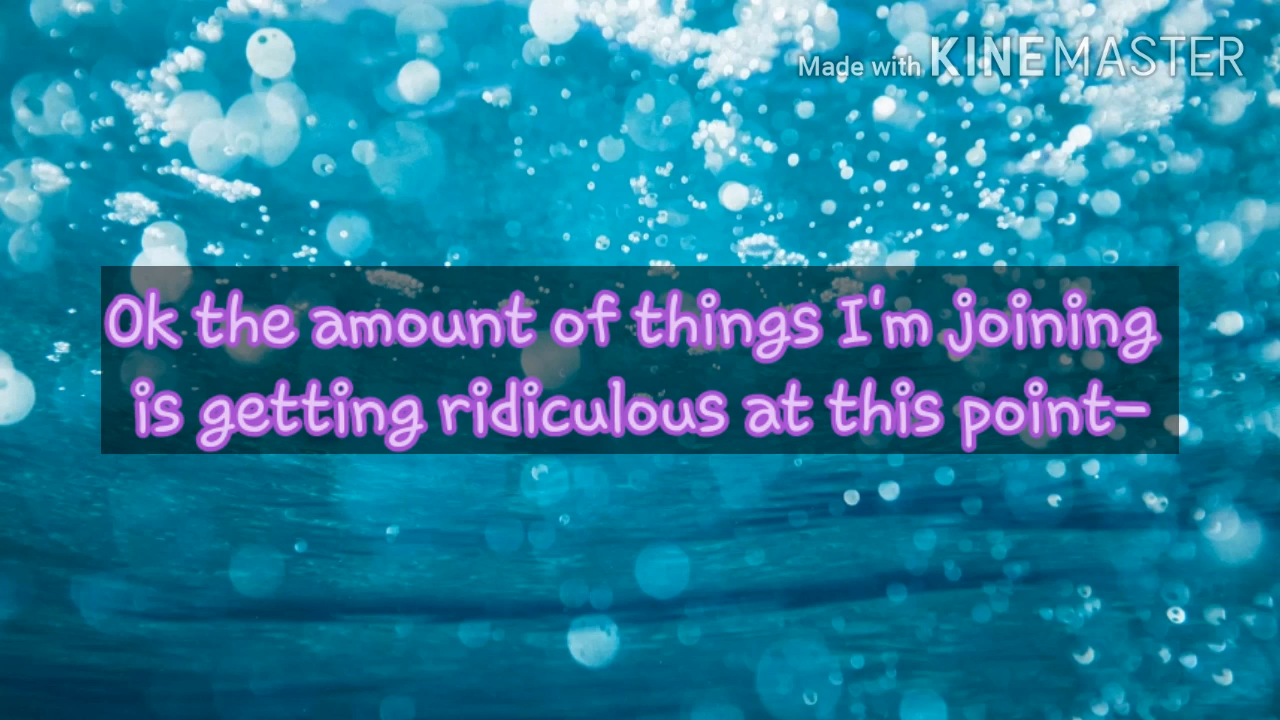 Made with KINEMASTER
Ok the amount of things I'm joining
is getting ridiculous at this point-